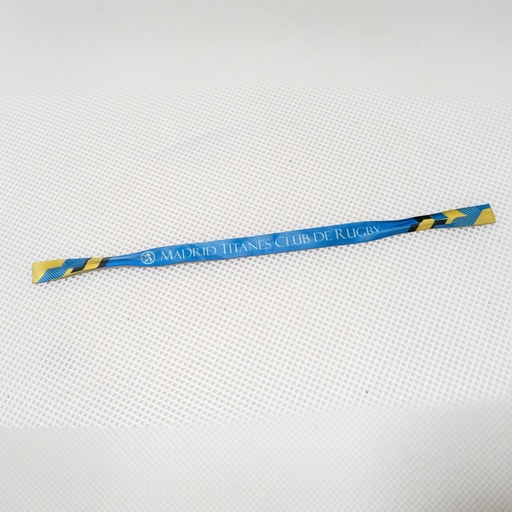 MADRID TITANES CLUB DE RUGBY